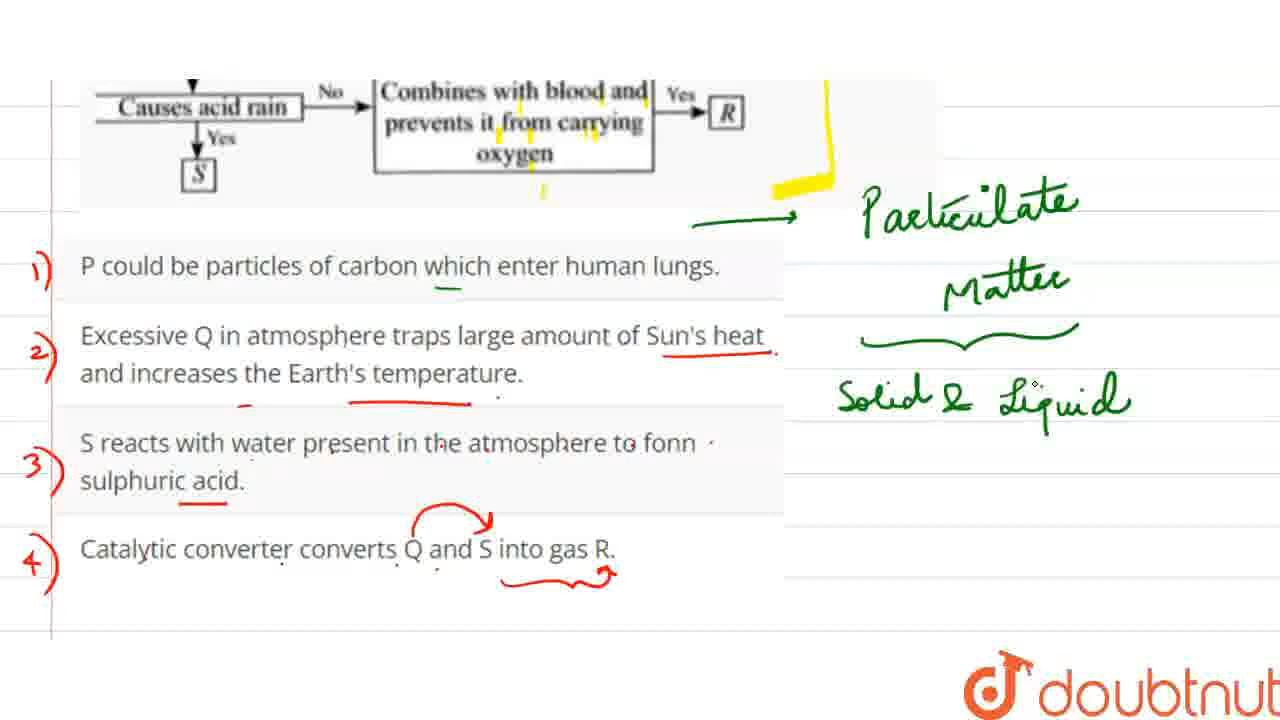 Causes acid rain
No
Combines with blood and
prevents it from carrying
oxygen
Yes
R
Yes
S
Particulate
Matter
Solid & Liquid
1) P could be particles of carbon which enter human lungs.
2) Excessive Q in atmosphere traps large amount of Sun's heat
and increases the Earth's temperature.
3) S reacts with water present in the atmosphere to fonn
sulphuric acid.
4) Catalytic converter converts Q and S into gas R.
doubtnut